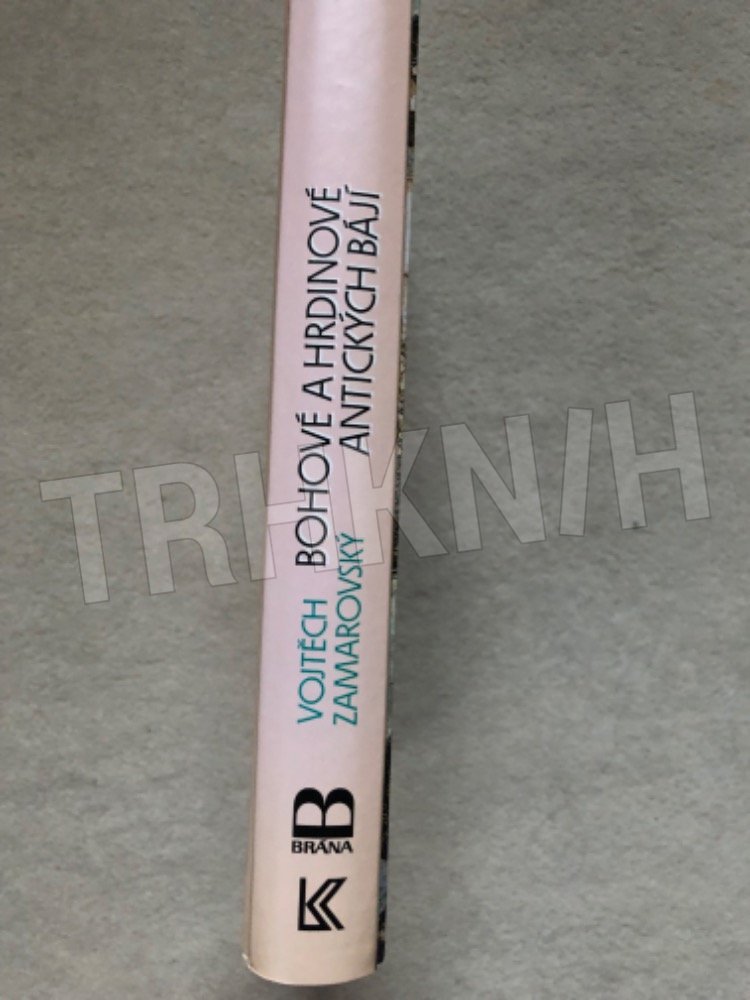 VOJTĚCH
ZAMAROVSKÝ
BOHOVÉ A HRDINOVÉ
ANTICKÝCH BÁJÍ
B
BRÁNA
K
TRH KNIH